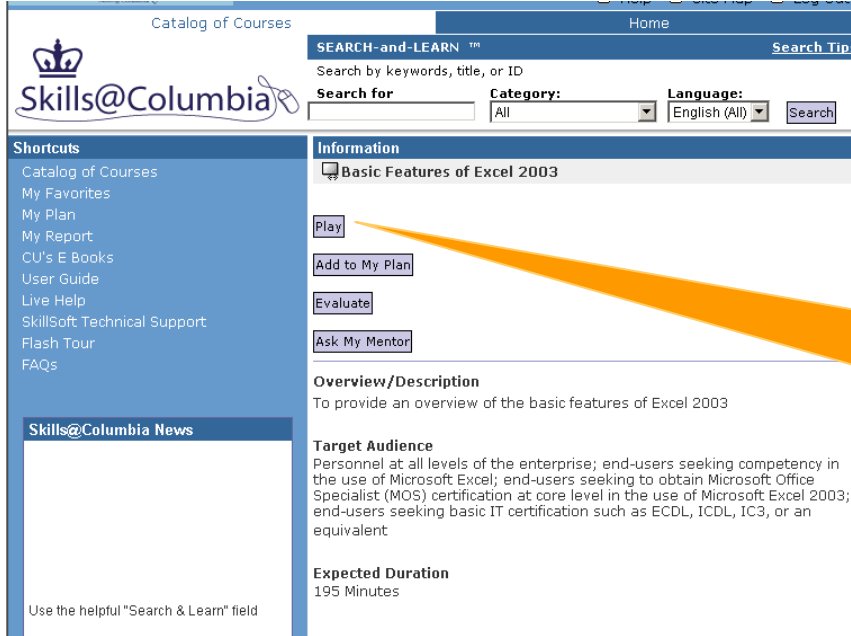 Help Site Map Log Out
Catalog of Courses Home
Skills@Columbia
SEARCH-and-LEARN ™ Search Tips
Search by keywords, title, or ID
Search for Category: Language:
All English (All) Search
Shortcuts
Catalog of Courses
My Favorites
My Plan
My Report
CU's E Books
User Guide
Live Help
SkillSoft Technical Support
Flash Tour
FAQs
Skills@Columbia News
Use the helpful "Search & Learn" field
Information
Basic Features of Excel 2003
Play
Add to My Plan
Evaluate
Ask My Mentor
Overview/Description
To provide an overview of the basic features of Excel 2003
Target Audience
Personnel at all levels of the enterprise; end-users seeking competency in
the use of Microsoft Excel; end-users seeking to obtain Microsoft Office
Specialist (MOS) certification at core level in the use of Microsoft Excel 2003;
end-users seeking basic IT certification such as ECDL, ICDL, IC3, or an
equivalent
Expected Duration
195 Minutes